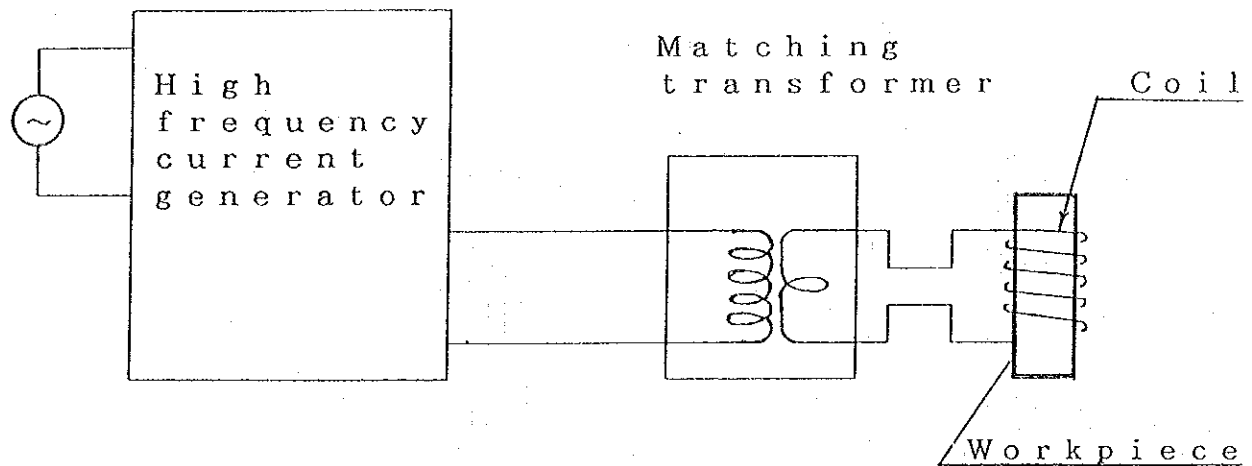 High
frequency
current
generator
Matching
transformer
Coil
Workpiece
~